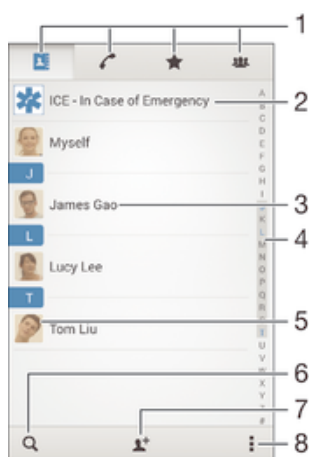 1
ICE - In Case of Emergency
2
Myself
J
James Gao
3
L
Lucy Lee
T
Tom Liu
4
5
6
7
8
A
B
C
D
E
F
G
H
I
J
K
L
M
N
O
P
Q
R
T
U
V
W
X
Y
#